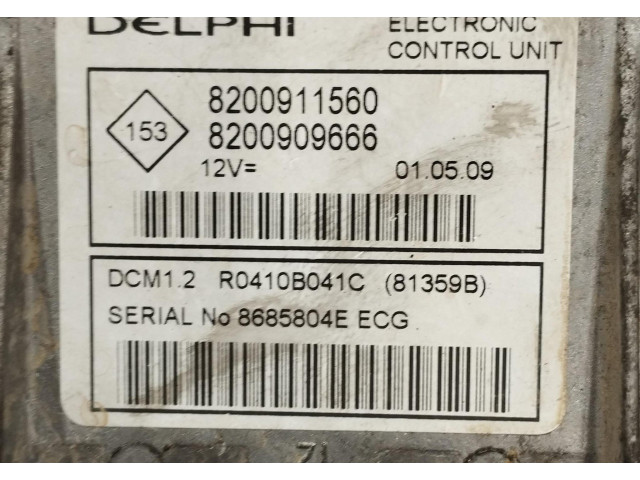 DELPHI
ELECTRONIC
CONTROL UNIT
153
8200911560
8200909666
12V= 01.05.09
DCM1.2 R0410B041C (81359B)
SERIAL No 8685804E ECG